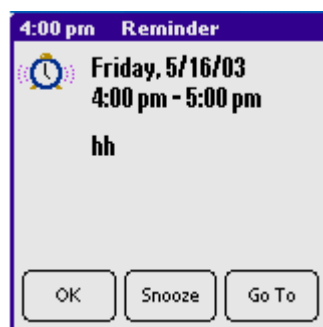 4:00 pm Reminder
Friday, 5/16/03
4:00 pm - 5:00 pm
hh
OK Snooze Go To